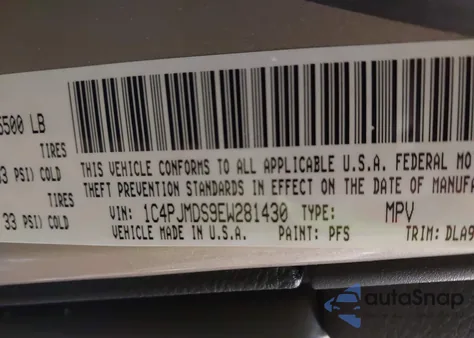 5500 LB
TIRES
3 PSI) COLD
TIRES
33 PSI) COLD
THIS VEHICLE CONFORMS TO ALL APPLICABLE U.S.A. FEDERAL MO
THEFT PREVENTION STANDARDS IN EFFECT ON THE DATE OF MANUFA
VIN: 1C4PJMDS9EW281430 TYPE: MPV
VEHICLE MADE IN U.S.A. PAINT: PFS TRIM: DLA9
autoSnap